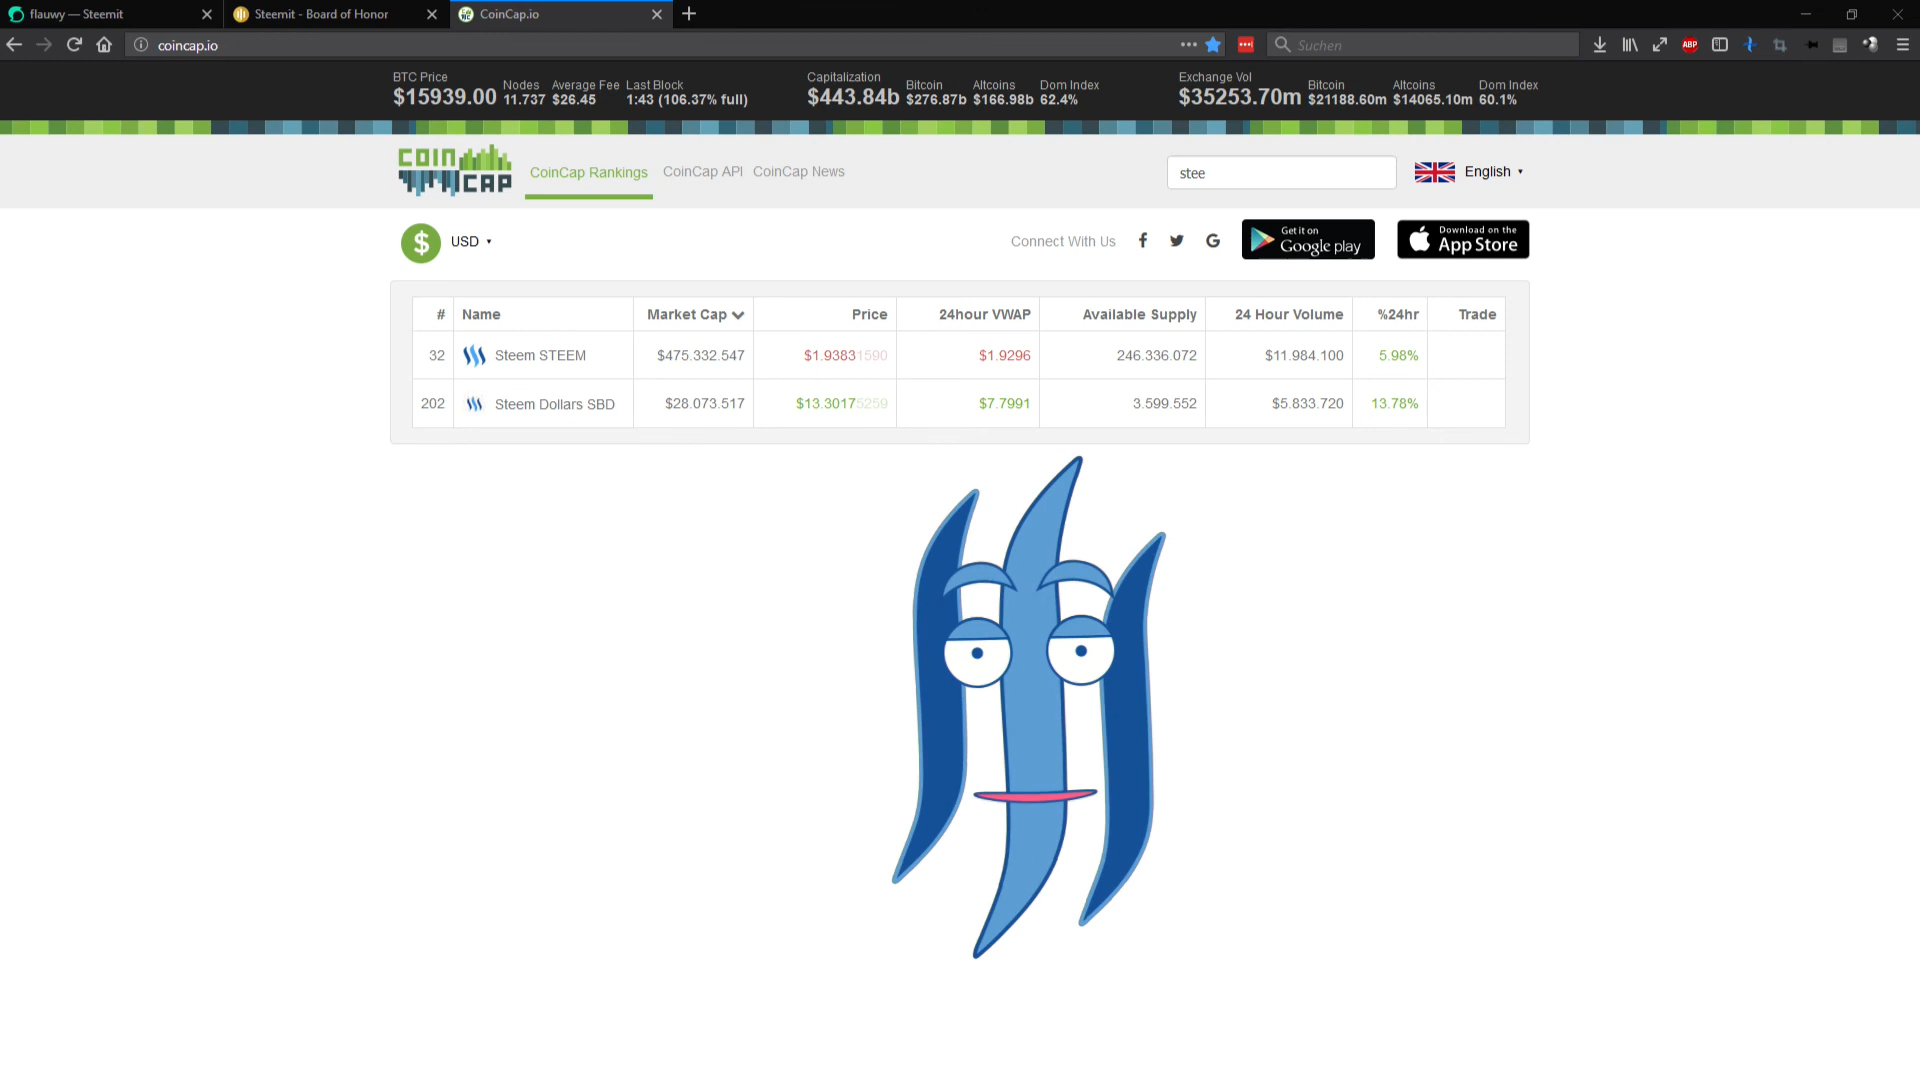 flauwy — Steemit
Steemit - Board of Honor
CoinCap.io
coincap.io
Suchen
ABP
BTC Price
$15939.00
Nodes
11.737
Average Fee
$26.45
Last Block
1:43 (106.37% full)
Capitalization
$443.84b
Bitcoin
$276.87b
Altcoins
$166.98b
Dom Index
62.4%
Exchange Vol
$35253.70m
Bitcoin
$21188.60m
Altcoins
$14065.10m
Dom Index
60.1%
COIN CAP
CoinCap Rankings
CoinCap API
CoinCap News
stee
English
$ USD
Connect With Us
Get it on
Google play
Download on the
App Store
# Name Market Cap Price 24hour VWAP Available Supply 24 Hour Volume %24hr Trade
32 Steem STEEM $475.332.547 $1.93831590 $1.9296 246.336.072 $11.984.100 5.98%
202 Steem Dollars SBD $28.073.517 $13.30175259 $7.7991 3.599.552 $5.833.720 13.78%